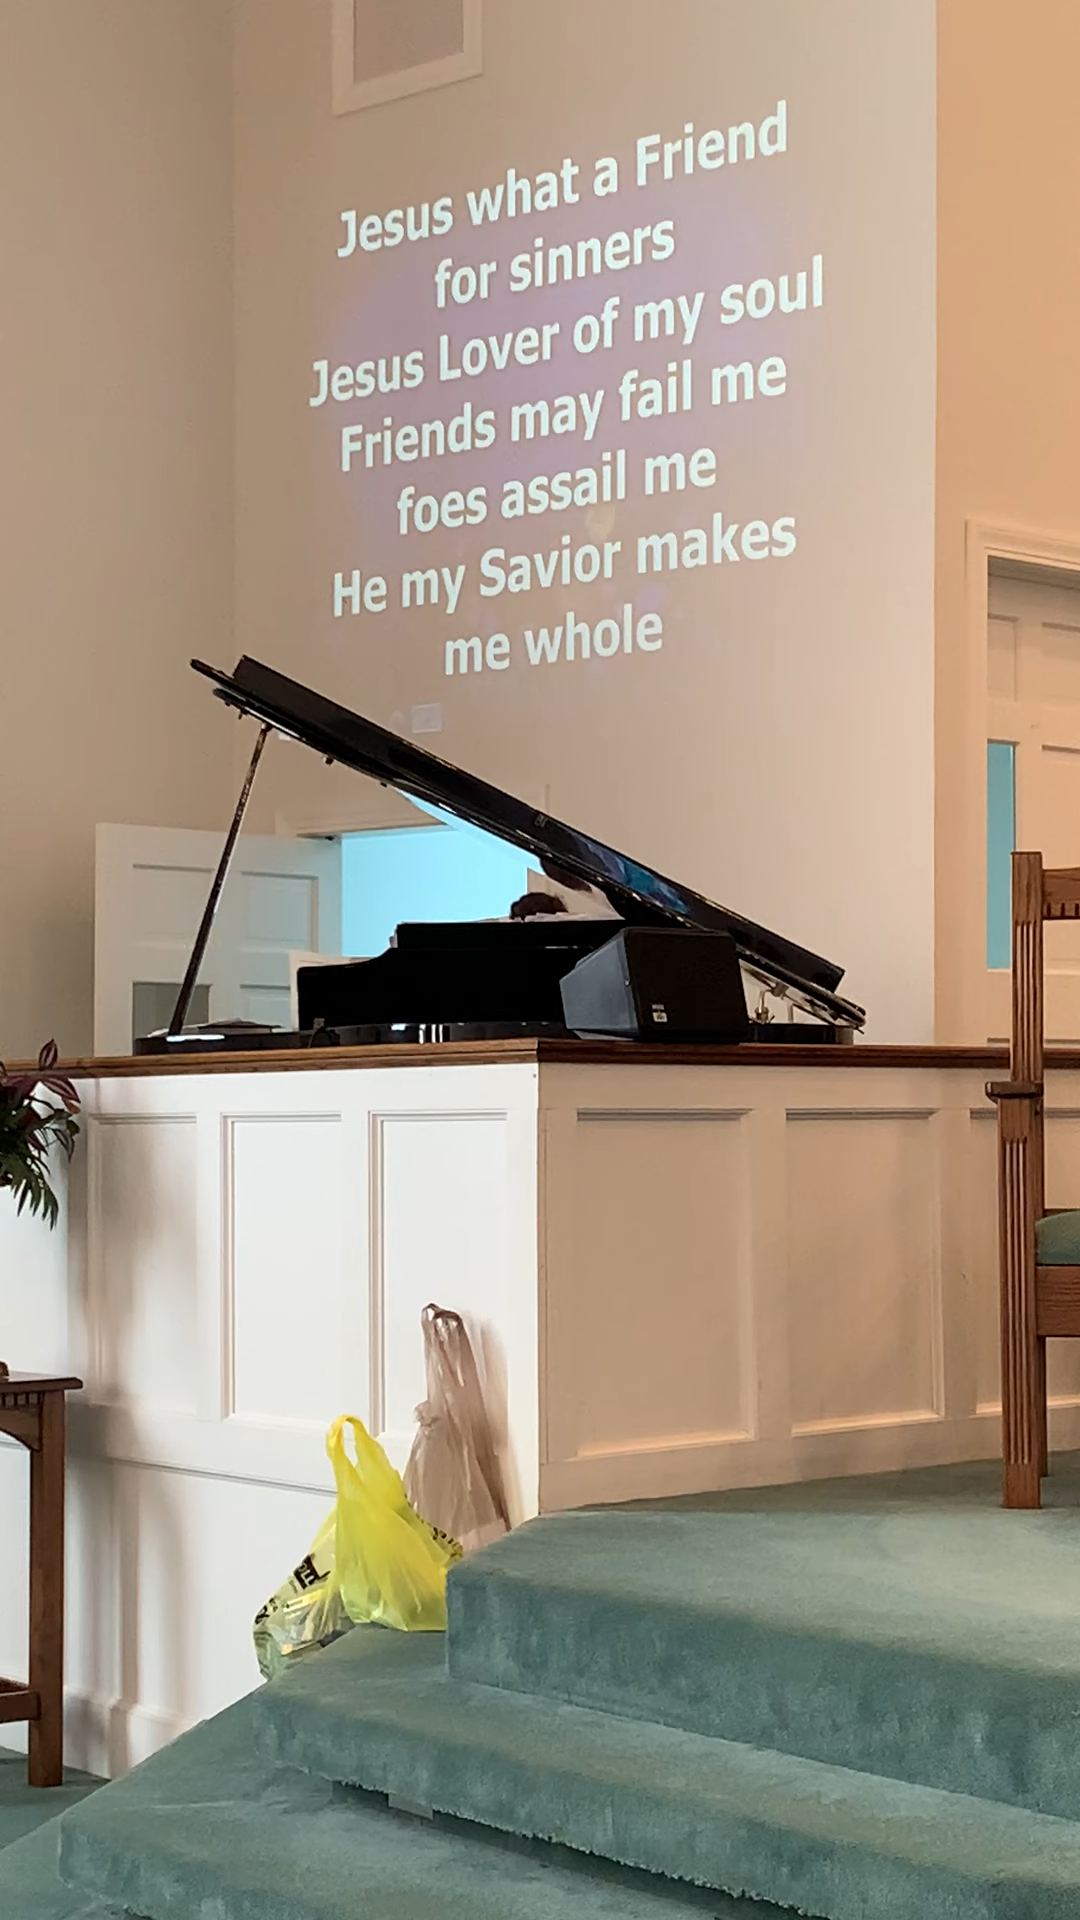 Jesus what a Friend
for sinners
Jesus Lover of my soul
Friends may fail me
foes assail me
He my Savior makes
me whole